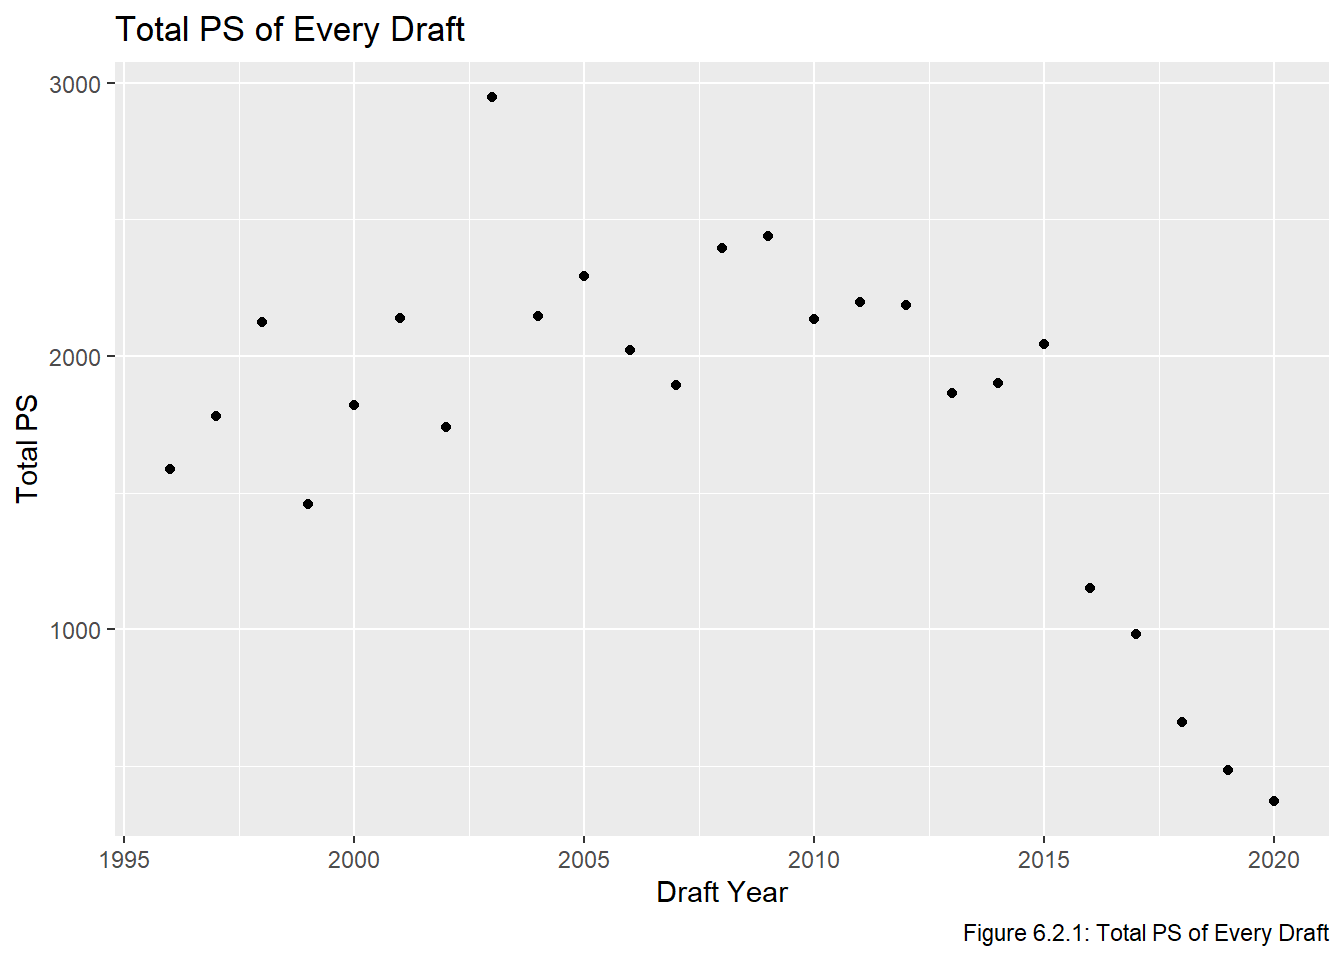 Total PS of Every Draft
3000
2000
1000
Total PS
1995 2000 2005 2010 2015 2020
Draft Year
Figure 6.2.1: Total PS of Every Draft